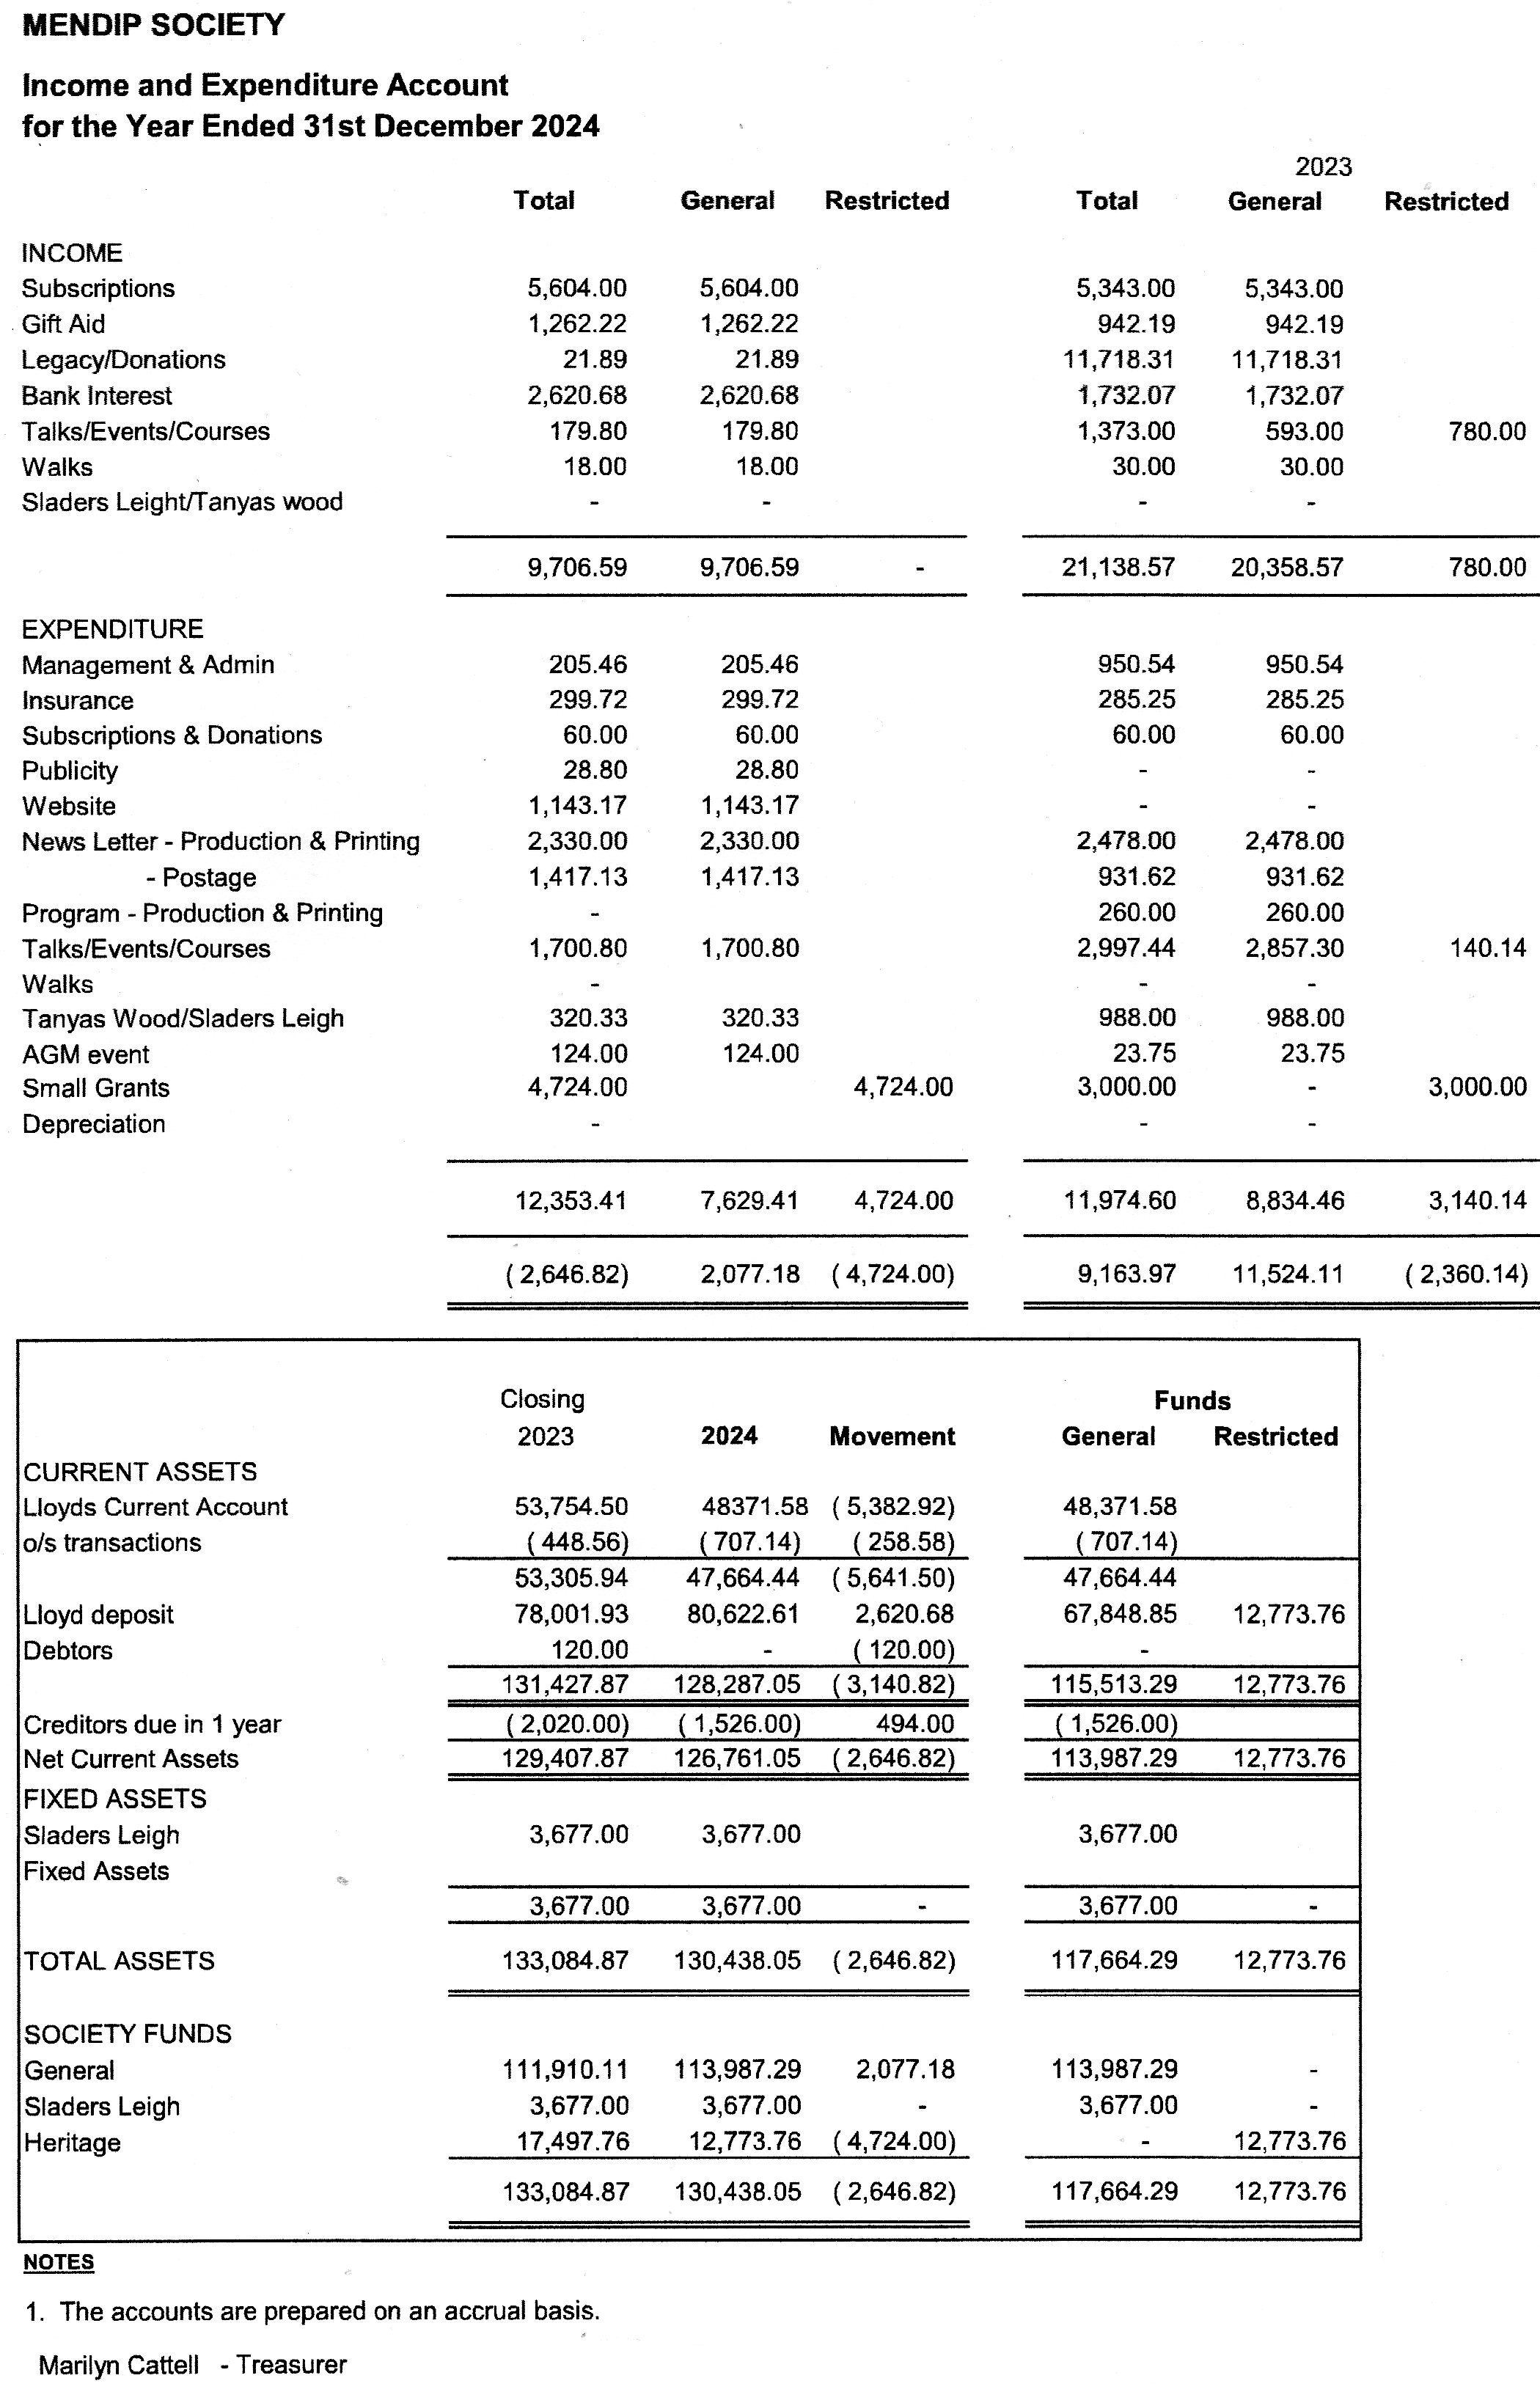 MENDIP SOCIETY
Income and Expenditure Account
for the Year Ended 31st December 2024
2023
Total General Restricted Total General Restricted
INCOME
Subscriptions 5,604.00 5,604.00 5,343.00 5,343.00
Gift Aid 1,262.22 1,262.22 942.19 942.19
Legacy/Donations 21.89 21.89 11,718.31 11,718.31
Bank Interest 2,620.68 2,620.68 1,732.07 1,732.07
Talks/Events/Courses 179.80 179.80 1,373.00 593.00 780.00
Walks 18.00 18.00 30.00 30.00
Sladers Leight/Tanyas wood - - - -
9,706.59 9,706.59 - 21,138.57 20,358.57 780.00
EXPENDITURE
Management & Admin 205.46 205.46 950.54 950.54
Insurance 299.72 299.72 285.25 285.25
Subscriptions & Donations 60.00 60.00 60.00 60.00
Publicity 28.80 28.80 - -
Website 1,143.17 1,143.17 - -
News Letter - Production & Printing 2,330.00 2,330.00 2,478.00 2,478.00
- Postage 1,417.13 1,417.13 931.62 931.62
Program - Production & Printing - 260.00 260.00
Talks/Events/Courses 1,700.80 1,700.80 2,997.44 2,857.30 140.14
Walks - - -
Tanyas Wood/Sladers Leigh 320.33 320.33 988.00 988.00
AGM event 124.00 124.00 23.75 23.75
Small Grants 4,724.00 4,724.00 3,000.00 - 3,000.00
Depreciation - - -
12,353.41 7,629.41 4,724.00 11,974.60 8,834.46 3,140.14
( 2,646.82) 2,077.18 ( 4,724.00) 9,163.97 11,524.11 ( 2,360.14)
Closing Funds
2023 2024 Movement General Restricted
CURRENT ASSETS
Lloyds Current Account 53,754.50 48371.58 ( 5,382.92) 48,371.58
o/s transactions ( 448.56) ( 707.14) ( 258.58) ( 707.14)
53,305.94 47,664.44 ( 5,641.50) 47,664.44
Lloyd deposit 78,001.93 80,622.61 2,620.68 67,848.85 12,773.76
Debtors 120.00 - ( 120.00) -
131,427.87 128,287.05 ( 3,140.82) 115,513.29 12,773.76
Creditors due in 1 year ( 2,020.00) ( 1,526.00) 494.00 ( 1,526.00)
Net Current Assets 129,407.87 126,761.05 ( 2,646.82) 113,987.29 12,773.76
FIXED ASSETS
Sladers Leigh 3,677.00 3,677.00 3,677.00
Fixed Assets
3,677.00 3,677.00 - 3,677.00 -
TOTAL ASSETS 133,084.87 130,438.05 ( 2,646.82) 117,664.29 12,773.76
SOCIETY FUNDS
General 111,910.11 113,987.29 2,077.18 113,987.29 -
Sladers Leigh 3,677.00 3,677.00 - 3,677.00 -
Heritage 17,497.76 12,773.76 ( 4,724.00) - 12,773.76
133,084.87 130,438.05 ( 2,646.82) 117,664.29 12,773.76
NOTES
1. The accounts are prepared on an accrual basis.
Marilyn Cattell - Treasurer